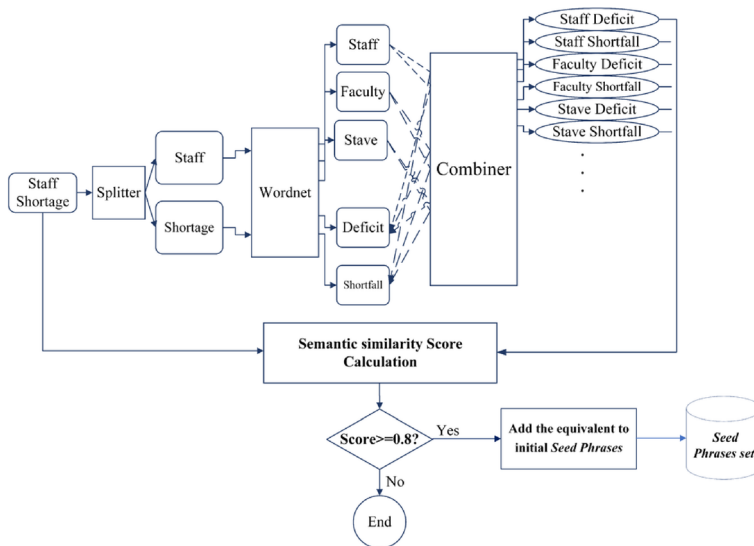 Staff
Shortage
Splitter
Staff
Shortage
Wordnet
Staff
Faculty
Stave
Deficit
Shortfall
Combiner
Staff Deficit
Staff Shortfall
Faculty Deficit
Faculty Shortfall
Stave Deficit
Stave Shortfall
Semantic similarity Score
Calculation
Score>=0.8?
Yes
No
End
Add the equivalent to
initial Seed Phrases
Seed
Phrases set